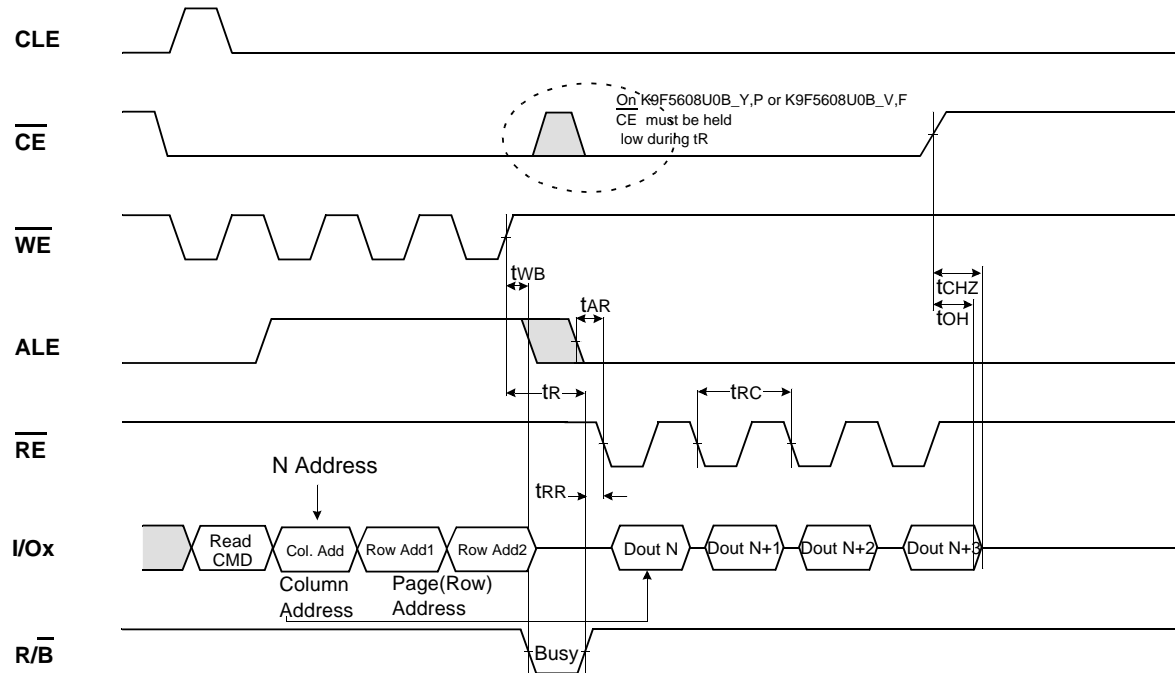 CLE
On K9F5608U0B_Y,P or K9F5608U0B_V,F
CE must be held
low during tR
CE
WE
tWB
tCHZ
tAR
tOH
ALE
tR
tRC
RE
N Address
tRR
I/Ox
Read
CMD
Col. Add
Row Add1
Row Add2
Dout N
Dout N+1
Dout N+2
Dout N+3
Column
Address
Page(Row)
Address
R/B
Busy